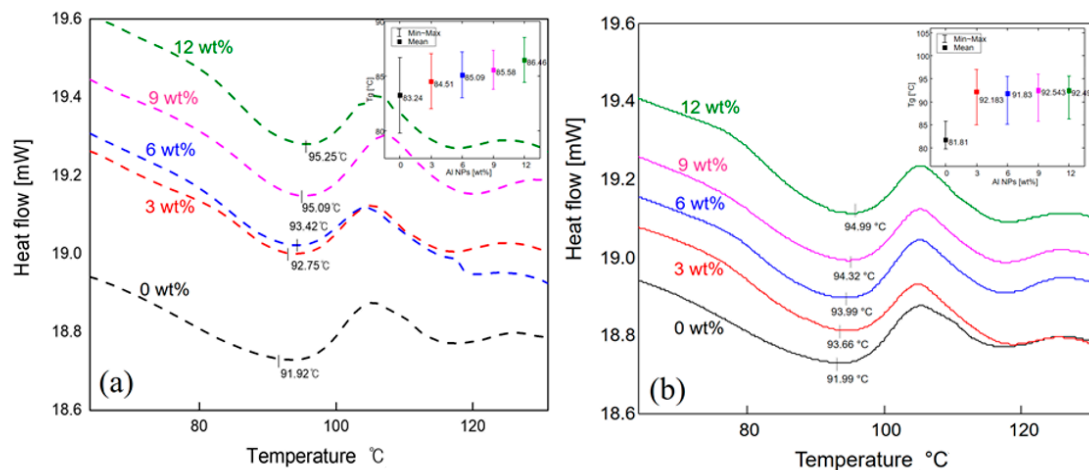 19.6
19.4
19.2
19.0
18.8
18.6
Heat flow [mW]
12 wt%
9 wt%
6 wt%
3 wt%
0 wt%
95.25℃
95.09℃
93.42℃
92.75℃
91.92℃
(a)
80
100
120
Temperature ℃
90
85
80
Tg [°C]
Min-Max
Mean
83.24
84.51
85.09
85.58
86.46
0
3
6
9
12
Al NPs [wt%]
19.6
19.4
19.2
19.0
18.8
18.6
Heat flow [mW]
12 wt%
9 wt%
6 wt%
3 wt%
0 wt%
94.99 °C
94.32 °C
93.99 °C
93.66 °C
91.99 °C
(b)
80
100
120
Temperature °C
105
100
95
90
85
80
Tg [°C]
Min-Max
Mean
81.81
92.183
91.83
92.543
92.49
0
3
6
9
12
Al NPs [wt%]